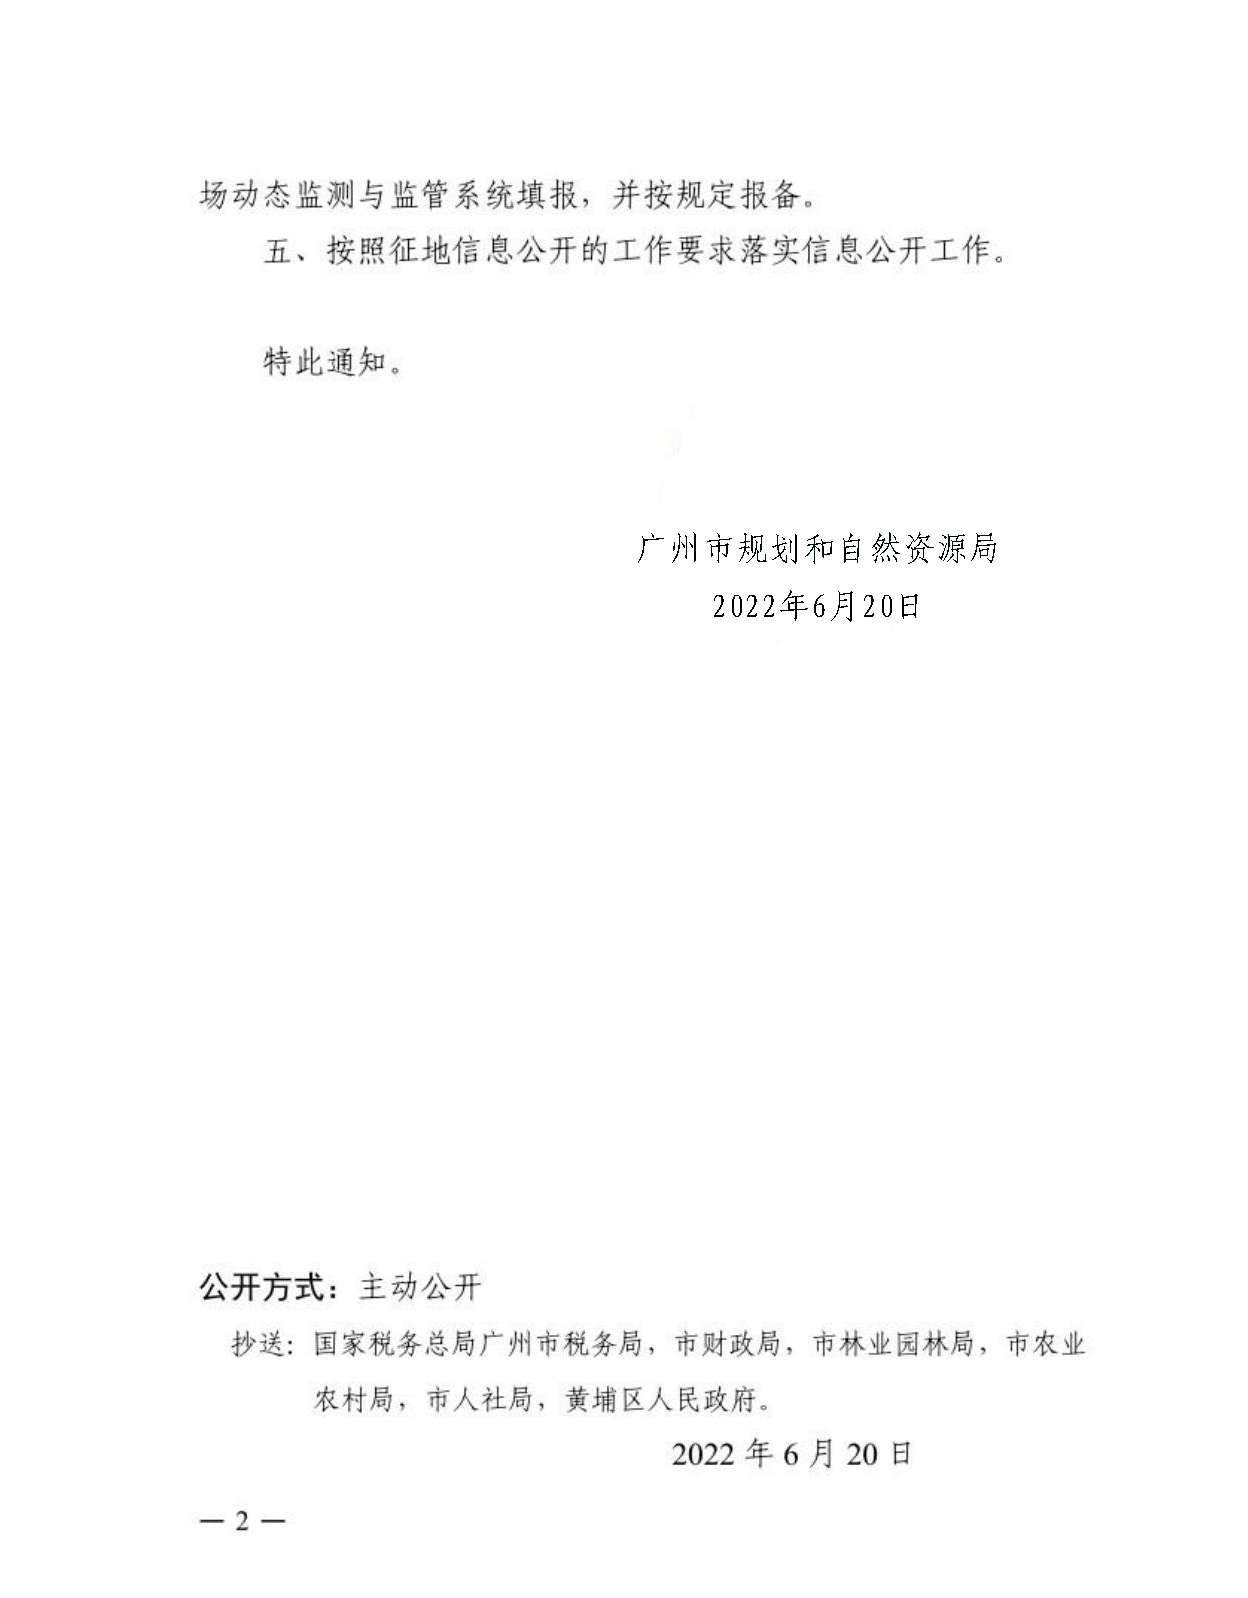 场动态监测与监管系统填报，并按规定报备。
五、按照征地信息公开的工作要求落实信息公开工作。
特此通知。
广州市规划和自然资源局
2022年6月20日
公开方式：主动公开
抄送：国家税务总局广州市税务局，市财政局，市林业园林局，市农业
农村局，市人社局，黄埔区人民政府。
2022 年 6 月 20 日
— 2 —